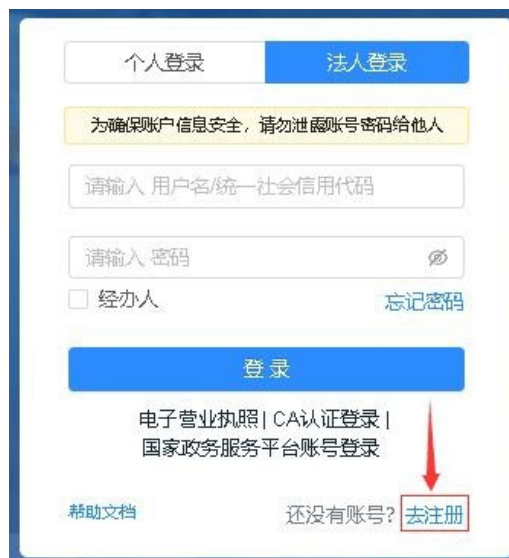 个人登录 法人登录
为确保账户信息安全，请勿泄露账号密码给他人
请输入 用户名/统一社会信用代码
请输入 密码
经办人 忘记密码
登 录
电子营业执照| CA认证登录 |
国家政务服务平台账号登录
帮助文档 还没有账号? 去注册